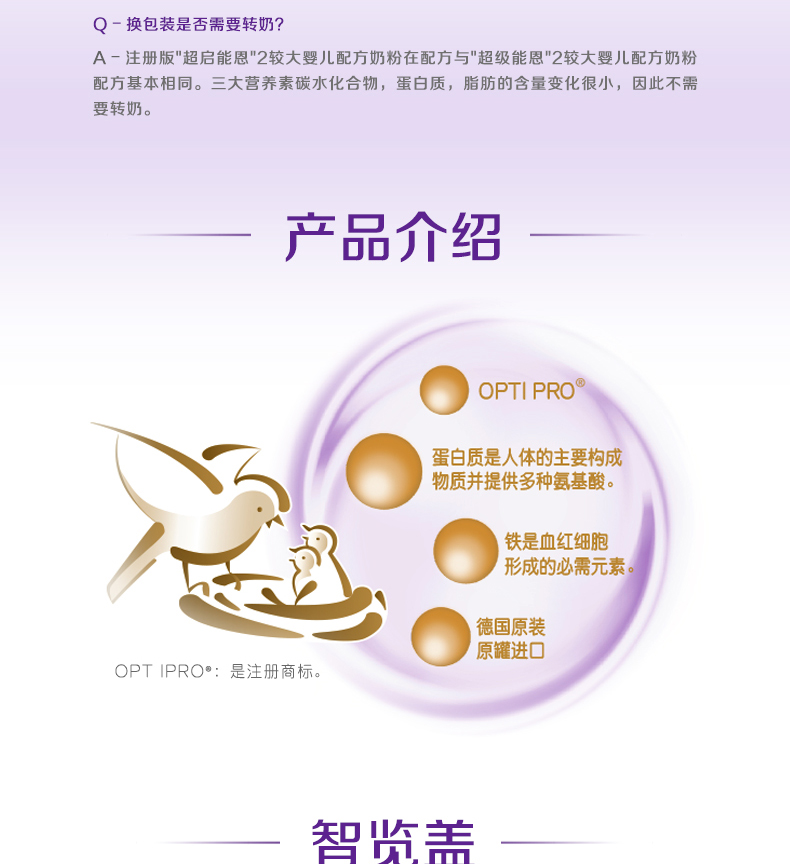 Q – 换包装是否需要转奶?
A – 注册版"超启能恩"2较大婴儿配方奶粉在配方与"超级能恩"2较大婴儿配方奶粉
配方基本相同。三大营养素碳水化合物，蛋白质，脂肪的含量变化很小，因此不需
要转奶。
产品介绍
OPTI PRO®
蛋白质是人体的主要构成
物质并提供多种氨基酸。
铁是血红细胞
形成的必需元素。
德国原装
原罐进口
OPT IPRO®：是注册商标。
智览盖